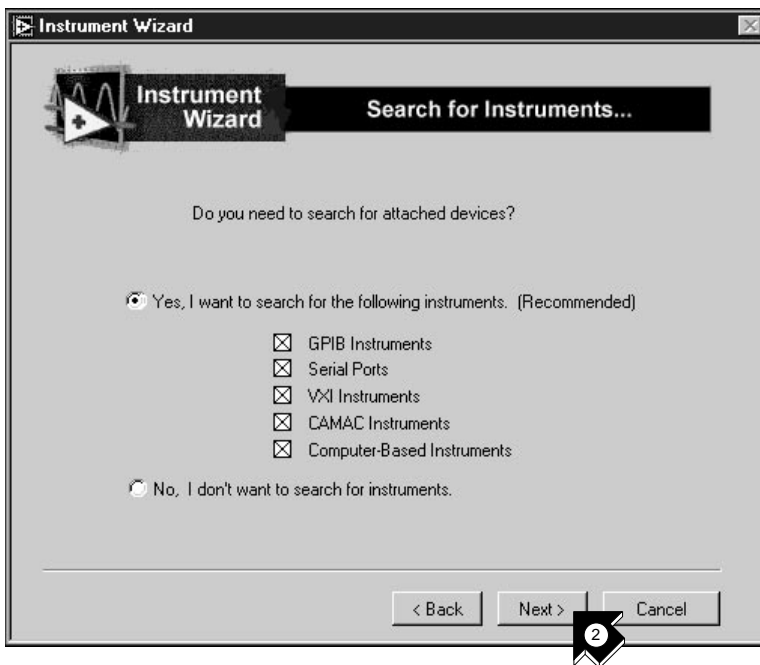 Instrument Wizard
Instrument
Wizard
Search for Instruments...
Do you need to search for attached devices?
Yes, I want to search for the following instruments. (Recommended)
GPIB Instruments
Serial Ports
VXI Instruments
CAMAC Instruments
Computer-Based Instruments
No, I don't want to search for instruments.
< Back Next > Cancel
2